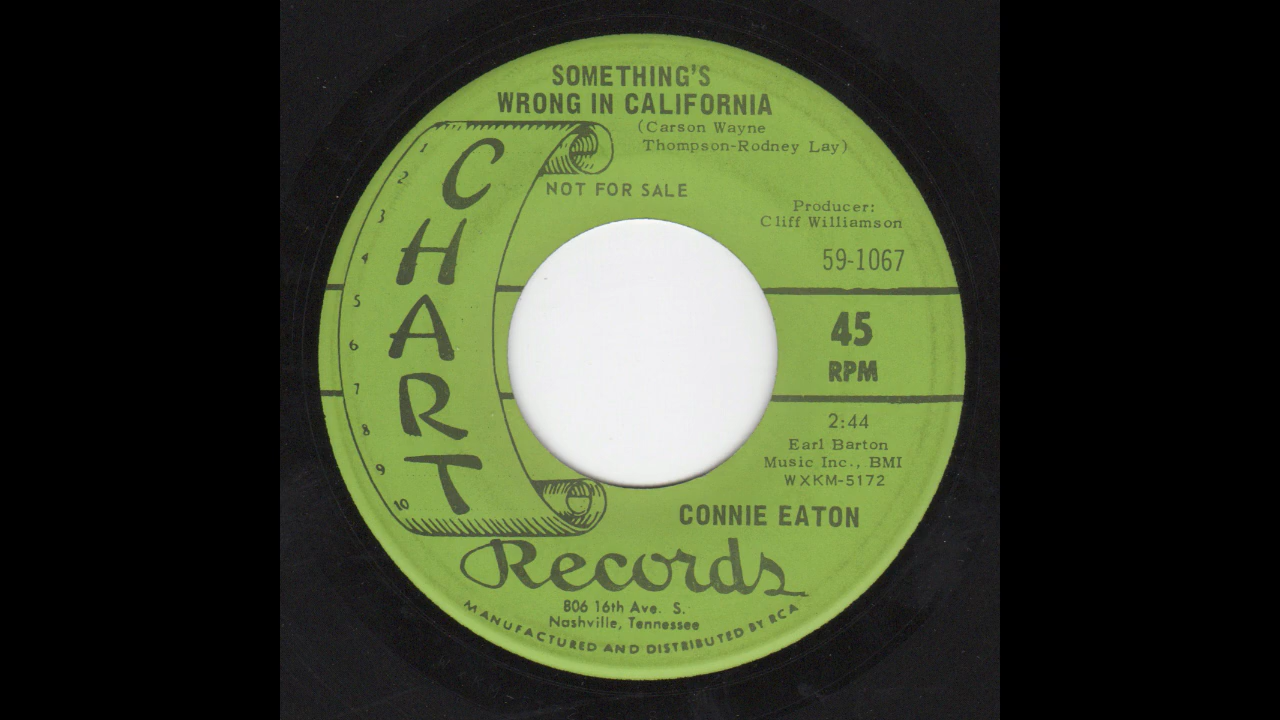 SOMETHING'S
WRONG IN CALIFORNIA
(Carson Wayne
Thompson-Rodney Lay)
NOT FOR SALE
Producer:
Cliff Williamson
59-1067
45
RPM
2:44
Earl Barton
Music Inc., BMI
WXKM-5172
CONNIE EATON
1
2
3
4
5
6
7
8
9
10
CHART
Records
806 16th Ave. S.
Nashville, Tennessee
MANUFACTURED AND DISTRIBUTED BY RCA